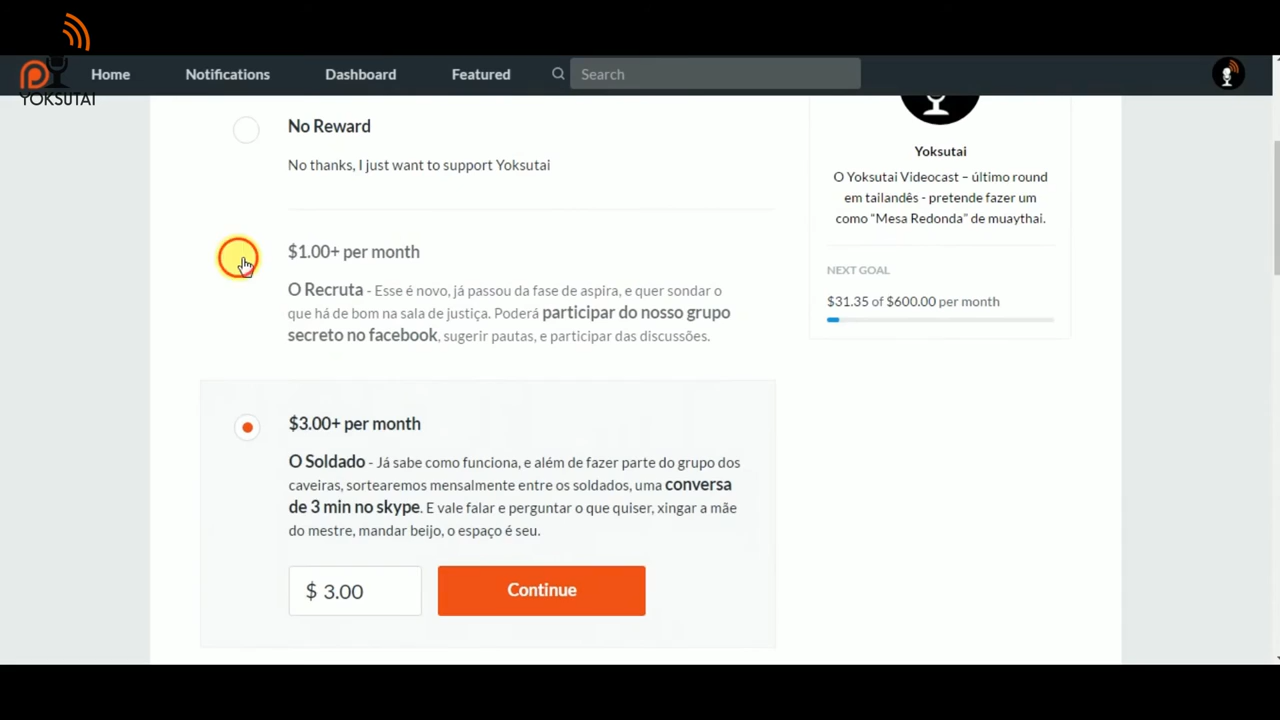 YOKSUTAI
Home Notifications Dashboard Featured Search
No Reward
No thanks, I just want to support Yoksutai
$1.00+ per month
O Recruta - Esse é novo, já passou da fase de aspira, e quer sondar o
que há de bom na sala de justiça. Poderá participar do nosso grupo
secreto no facebook, sugerir pautas, e participar das discussões.
$3.00+ per month
O Soldado - Já sabe como funciona, e além de fazer parte do grupo dos
caveiras, sortearemos mensalmente entre os soldados, uma conversa
de 3 min no skype. E vale falar e perguntar o que quiser, xingar a mãe
do mestre, mandar beijo, o espaço é seu.
$ 3.00
Continue
Yoksutai
O Yoksutai Videocast – último round
em tailandês - pretende fazer um
como “Mesa Redonda” de muaythai.
NEXT GOAL
$31.35 of $600.00 per month